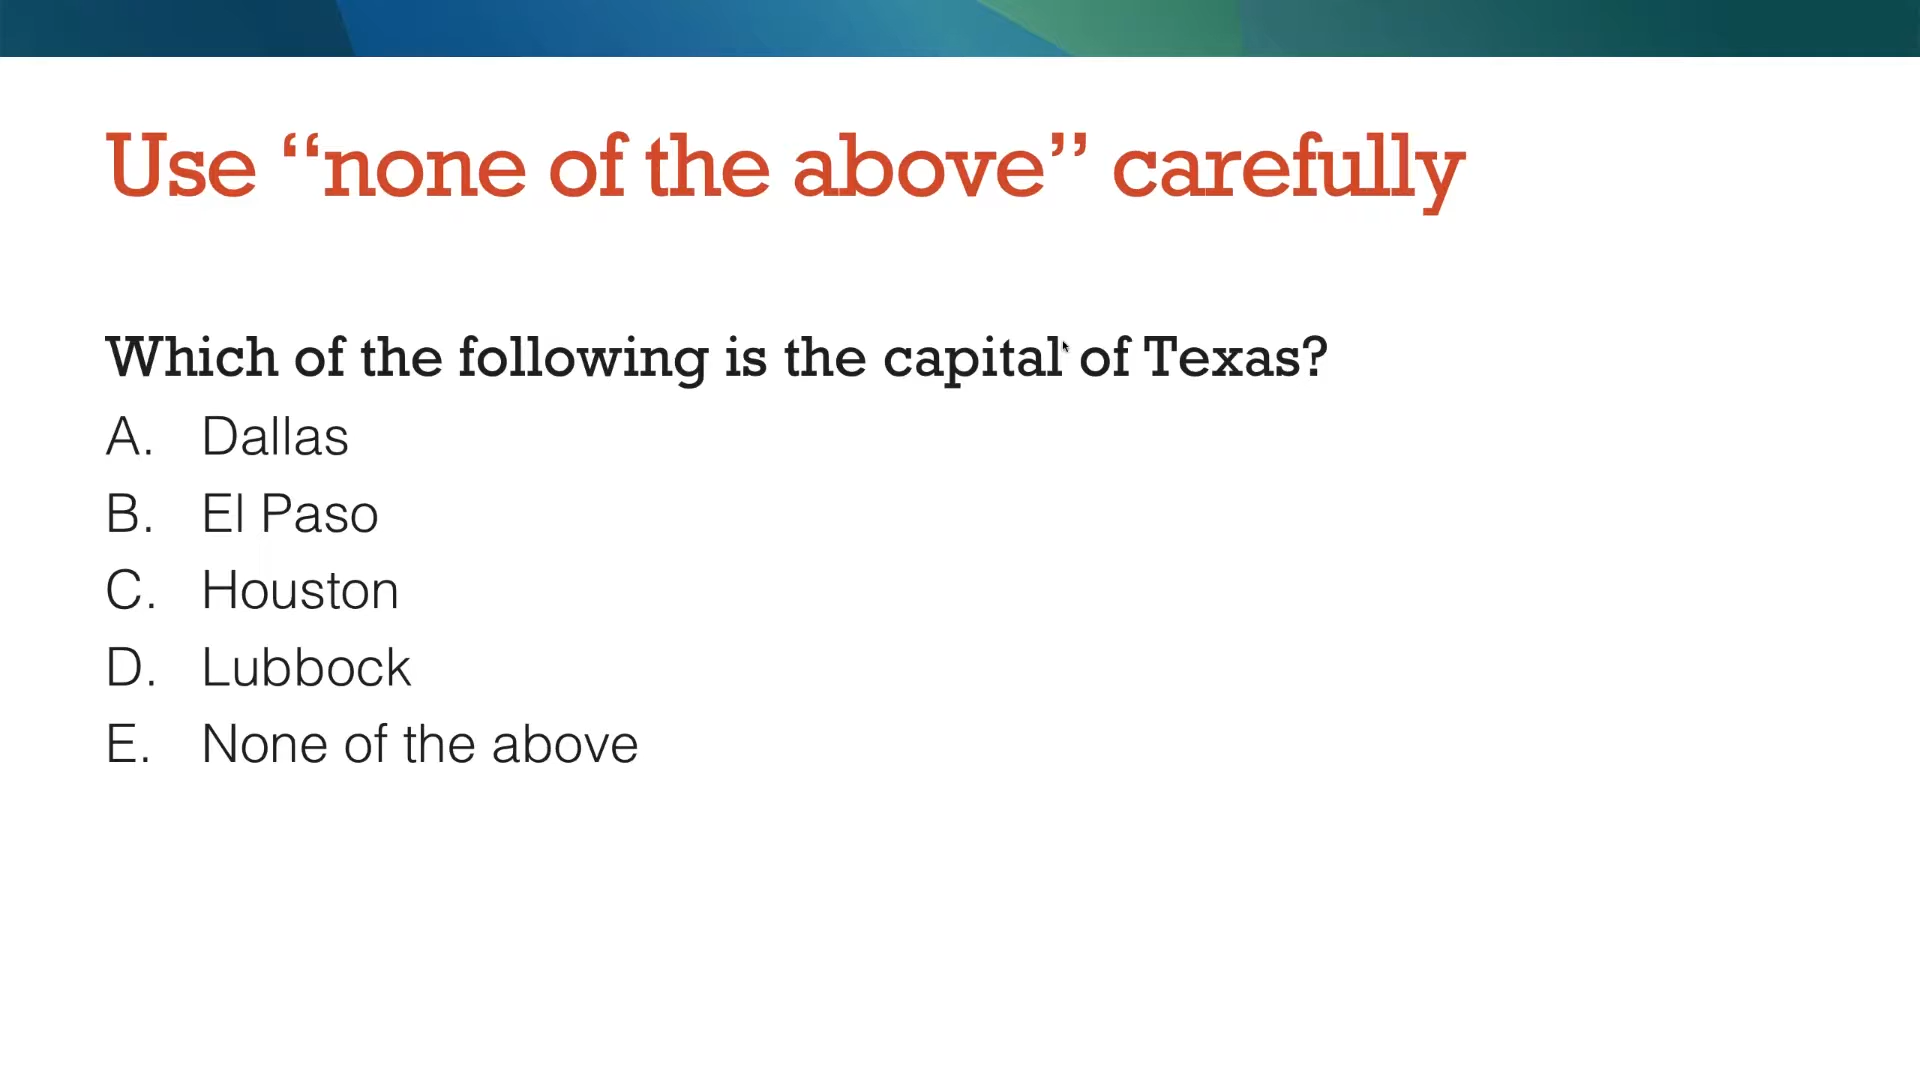 Use “none of the above” carefully
Which of the following is the capital of Texas?
A. Dallas
B. El Paso
C. Houston
D. Lubbock
E. None of the above